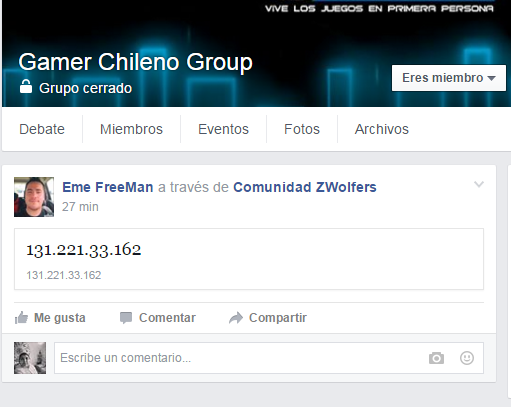 VIVE LOS JUEGOS EN PRIMERA PERSONA
Gamer Chileno Group
Grupo cerrado
Eres miembro
Debate
Miembros
Eventos
Fotos
Archivos
Eme FreeMan a través de Comunidad ZWolfers
27 min
131.221.33.162
131.221.33.162
Me gusta
Comentar
Compartir
Escribe un comentario...